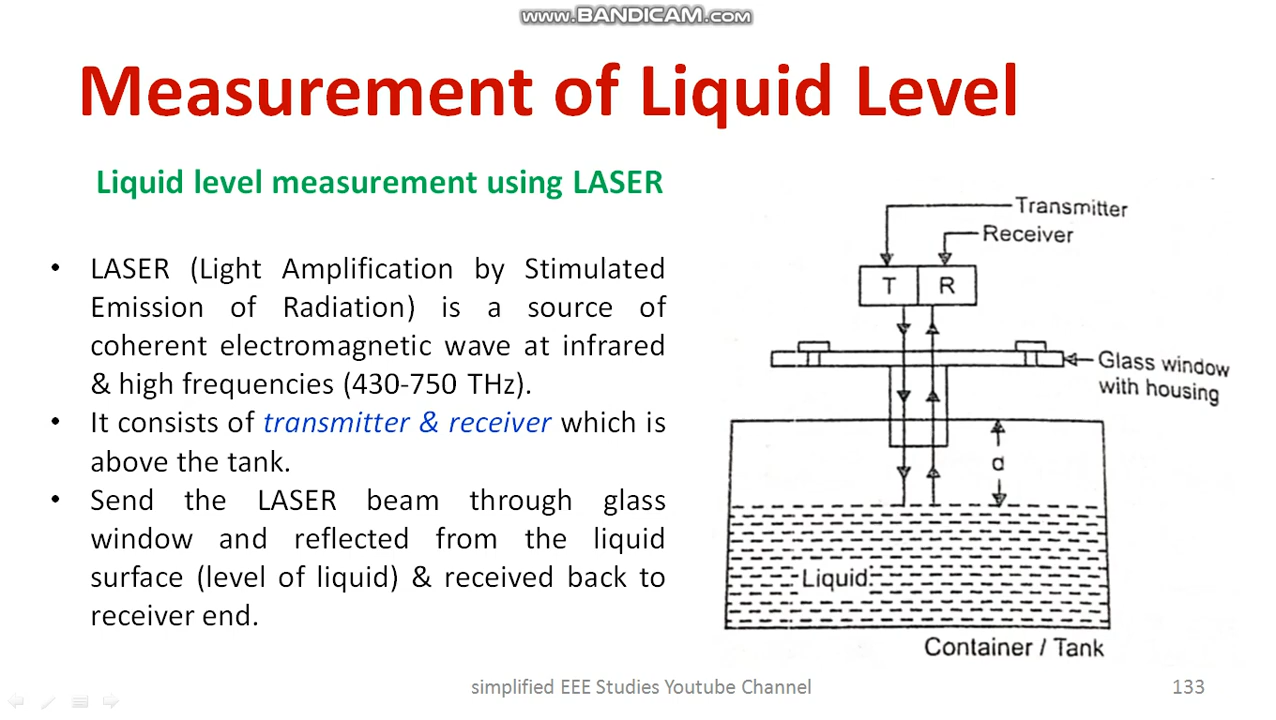 www.BANDICAM.com
Measurement of Liquid Level
Liquid level measurement using LASER
• LASER (Light Amplification by Stimulated
Emission of Radiation) is a source of
coherent electromagnetic wave at infrared
& high frequencies (430-750 THz).
• It consists of transmitter & receiver which is
above the tank.
• Send the LASER beam through glass
window and reflected from the liquid
surface (level of liquid) & received back to
receiver end.
Transmitter
Receiver
T R
Glass window
with housing
d
Liquid
Container / Tank
simplified EEE Studies Youtube Channel
133